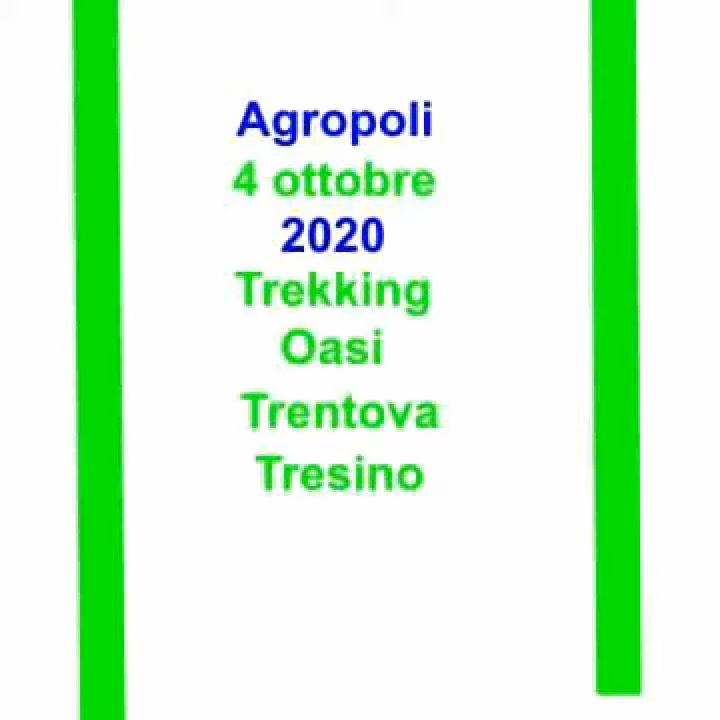 Agropoli
4 ottobre
2020
Trekking
Oasi
Trentova
Tresino